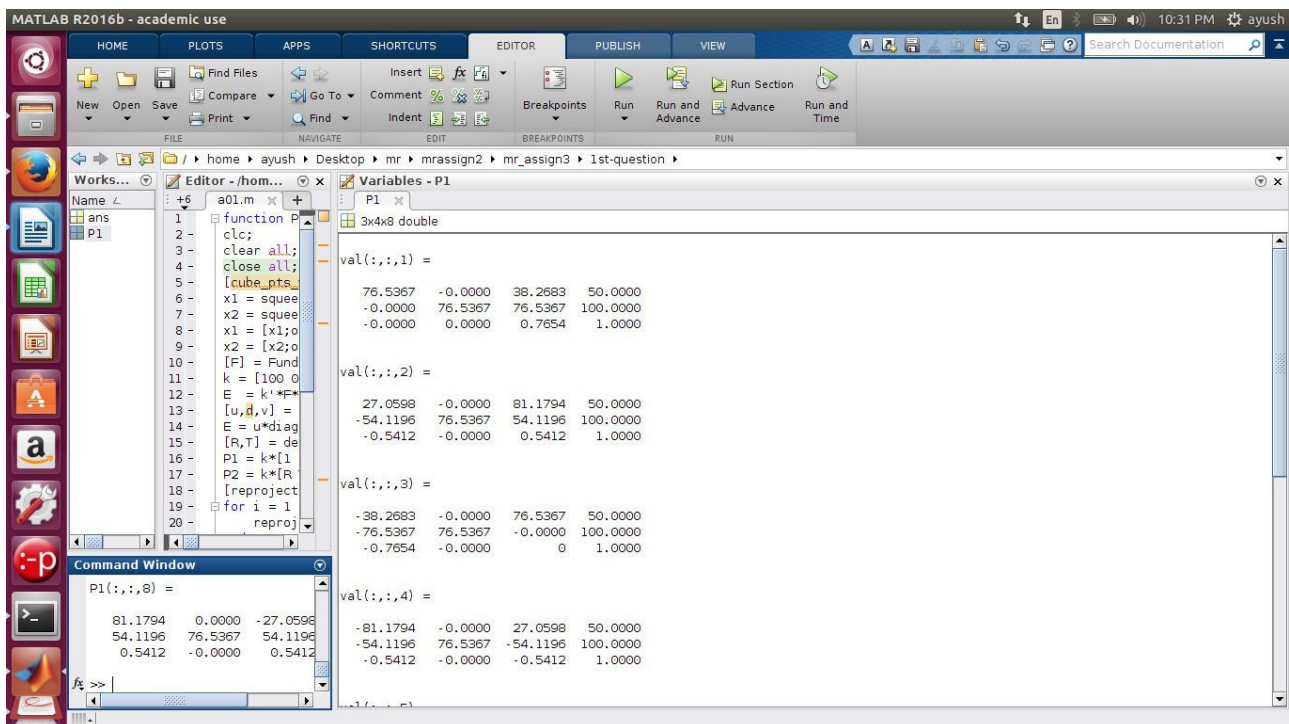 MATLAB R2016b - academic use
En
10:31 PM
ayush
HOME PLOTS APPS SHORTCUTS EDITOR PUBLISH VIEW
Search Documentation
New Open Save
Find Files
Compare
Print
Go To
Find
Insert fx
Comment
Indent
Breakpoints
Run
Run and Advance
Run Section
Advance
Run and Time
FILE NAVIGATE EDIT BREAKPOINTS RUN
/ home ayush Desktop mr mrassign2 mr_assign3 1st-question
Works...
Name
ans
P1
Editor - /hom...
+6 a01.m +
1 function P
2 - clc;
3 - clear all;
4 - close all;
5 - [cube_pts_
6 - x1 = squee
7 - x2 = squee
8 - x1 = [x1;o
9 - x2 = [x2;o
10 - [F] = Fund
11 - k = [100 0
12 - E = k'*F*
13 - [u,d,v] =
14 - E = u*diag
15 - [R,T] = de
16 - P1 = k*[1
17 - P2 = k*[R
18 - [reproject
19 - for i = 1
20 - reproj
Variables - P1
P1
3x4x8 double
val(:,:,1) =
76.5367 -0.0000 38.2683 50.0000
-0.0000 76.5367 76.5367 100.0000
-0.0000 0.0000 0.7654 1.0000
val(:,:,2) =
27.0598 -0.0000 81.1794 50.0000
-54.1196 76.5367 54.1196 100.0000
-0.5412 -0.0000 0.5412 1.0000
val(:,:,3) =
-38.2683 -0.0000 76.5367 50.0000
-76.5367 76.5367 -0.0000 100.0000
-0.7654 -0.0000 0 1.0000
val(:,:,4) =
-81.1794 -0.0000 27.0598 50.0000
-54.1196 76.5367 -54.1196 100.0000
-0.5412 -0.0000 -0.5412 1.0000
Command Window
P1(:,:,8) =
81.1794 0.0000 -27.0598
54.1196 76.5367 54.1196
0.5412 -0.0000 0.5412
fx >>